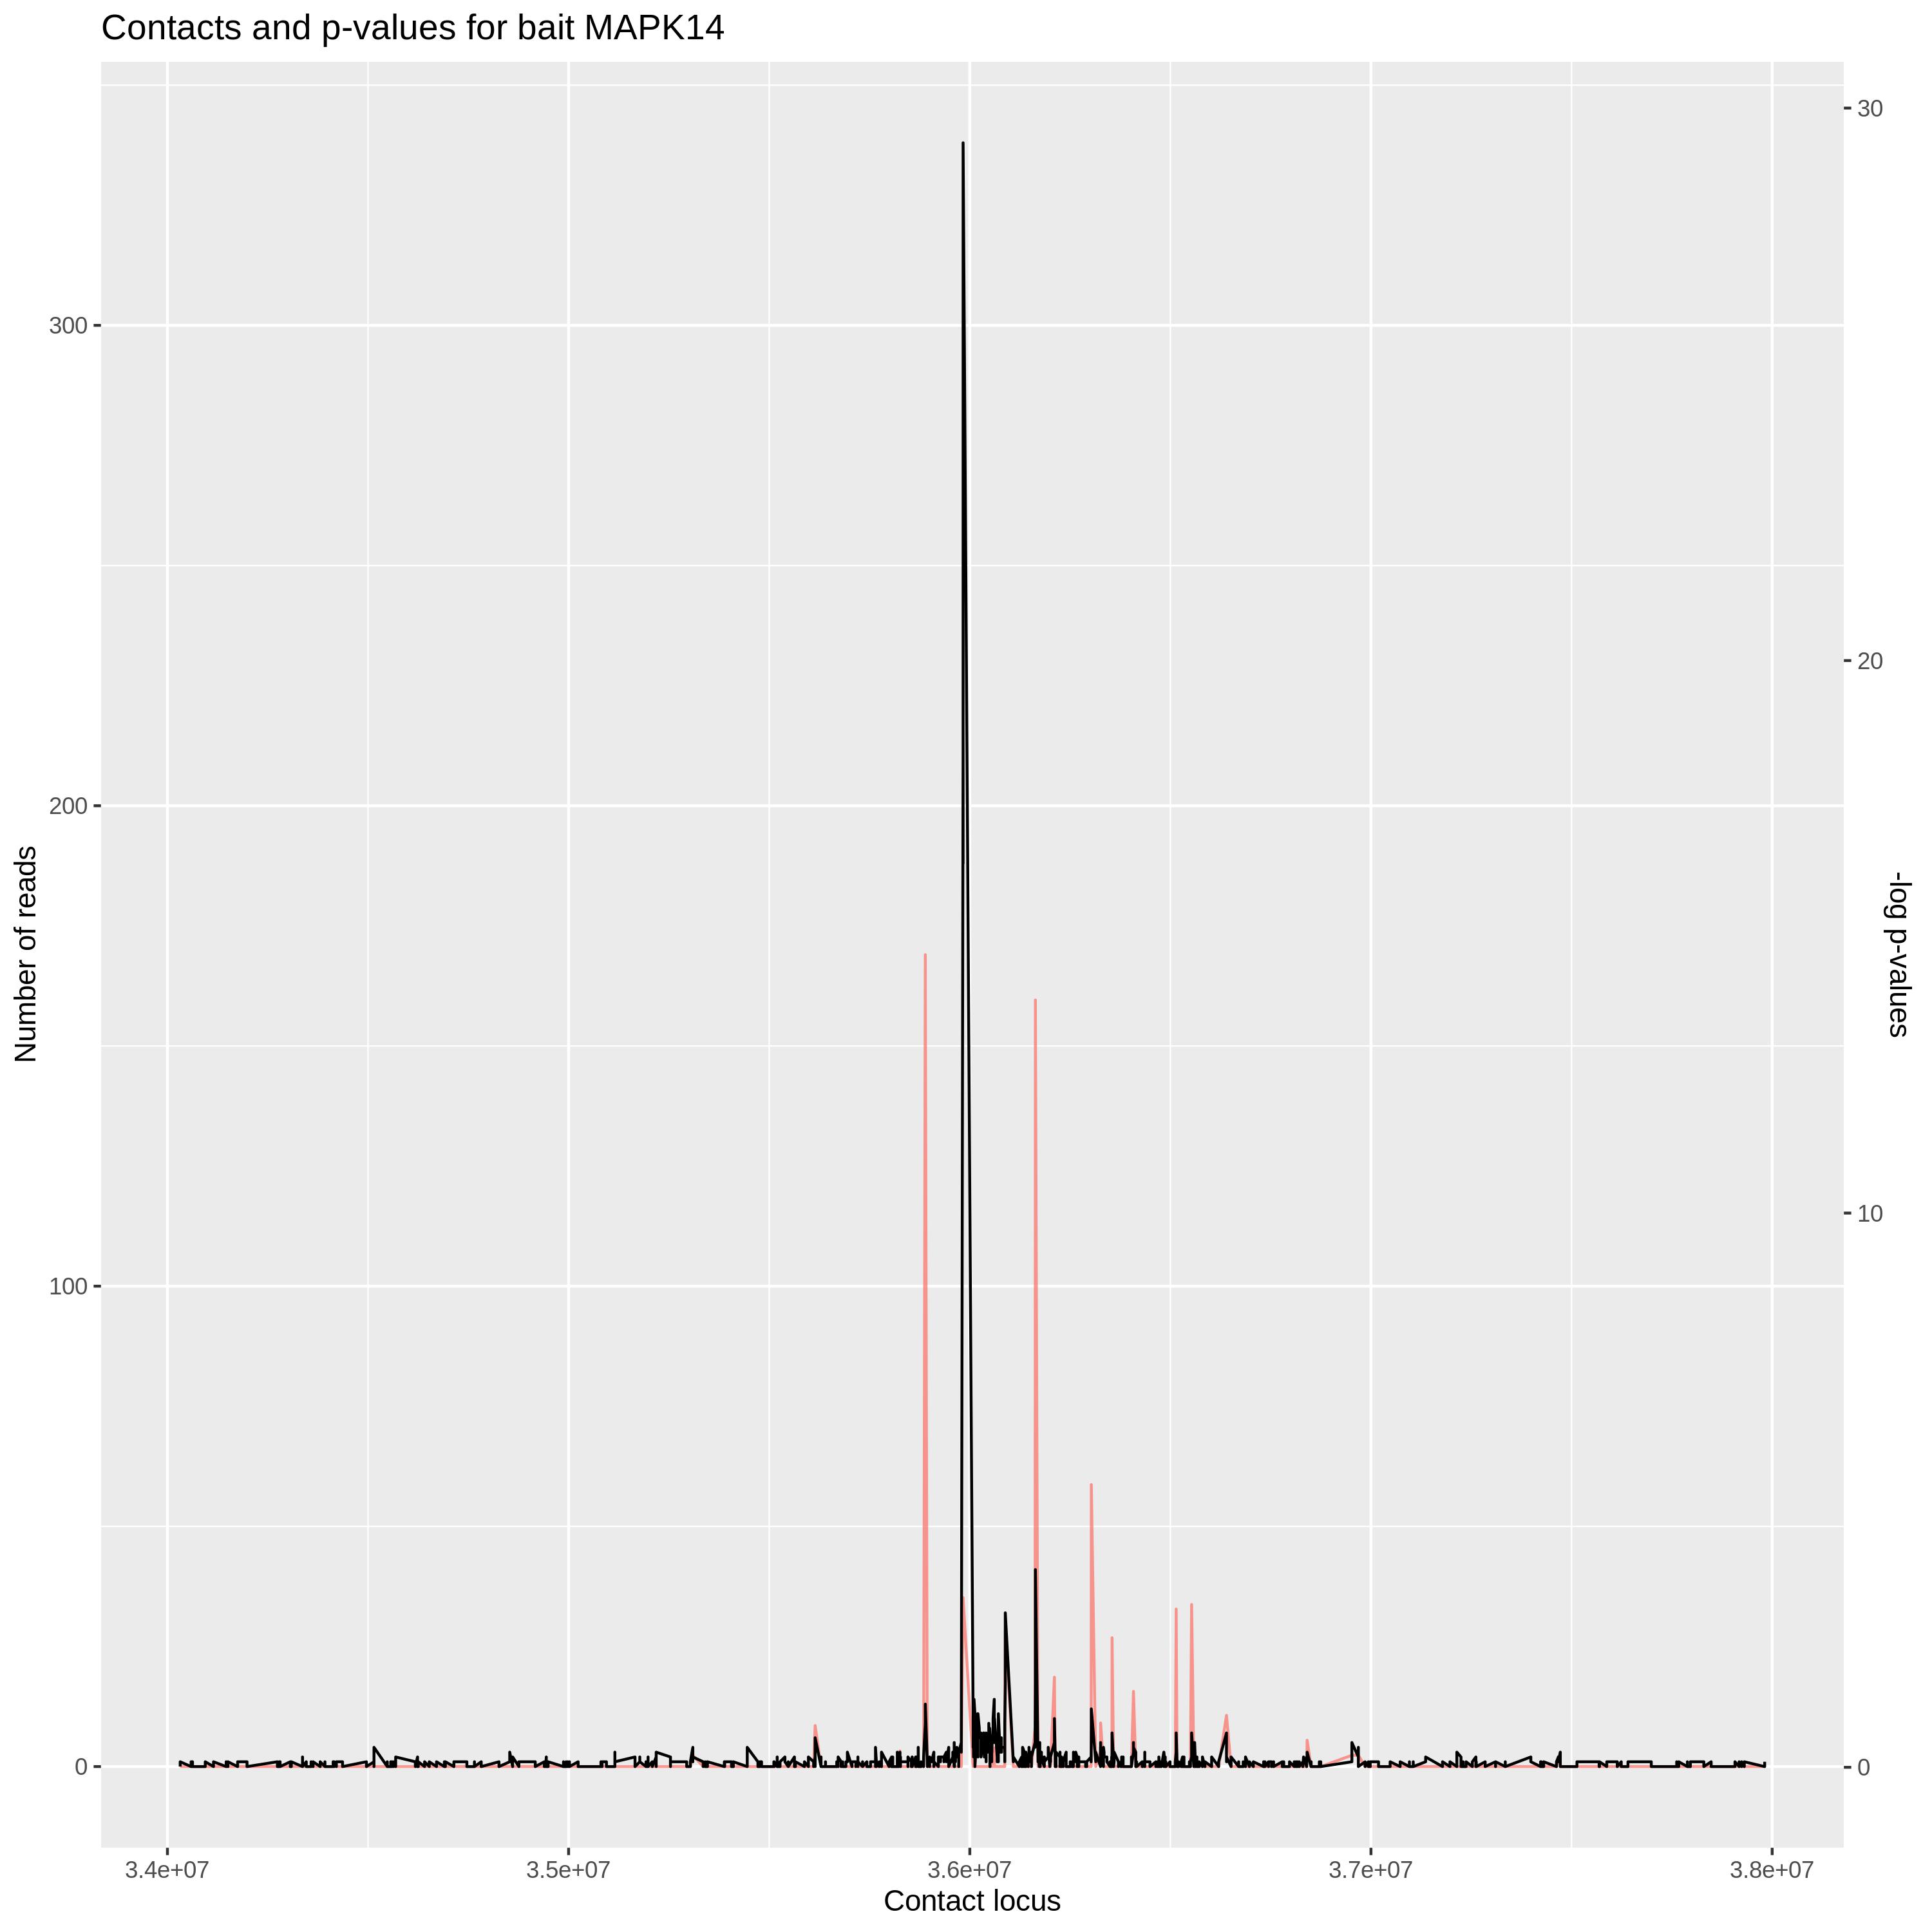 Contacts and p-values for bait MAPK14
Number of reads
300
200
100
0
30
20
10
0
-log p-values
3.4e+07
3.5e+07
3.6e+07
3.7e+07
3.8e+07
Contact locus